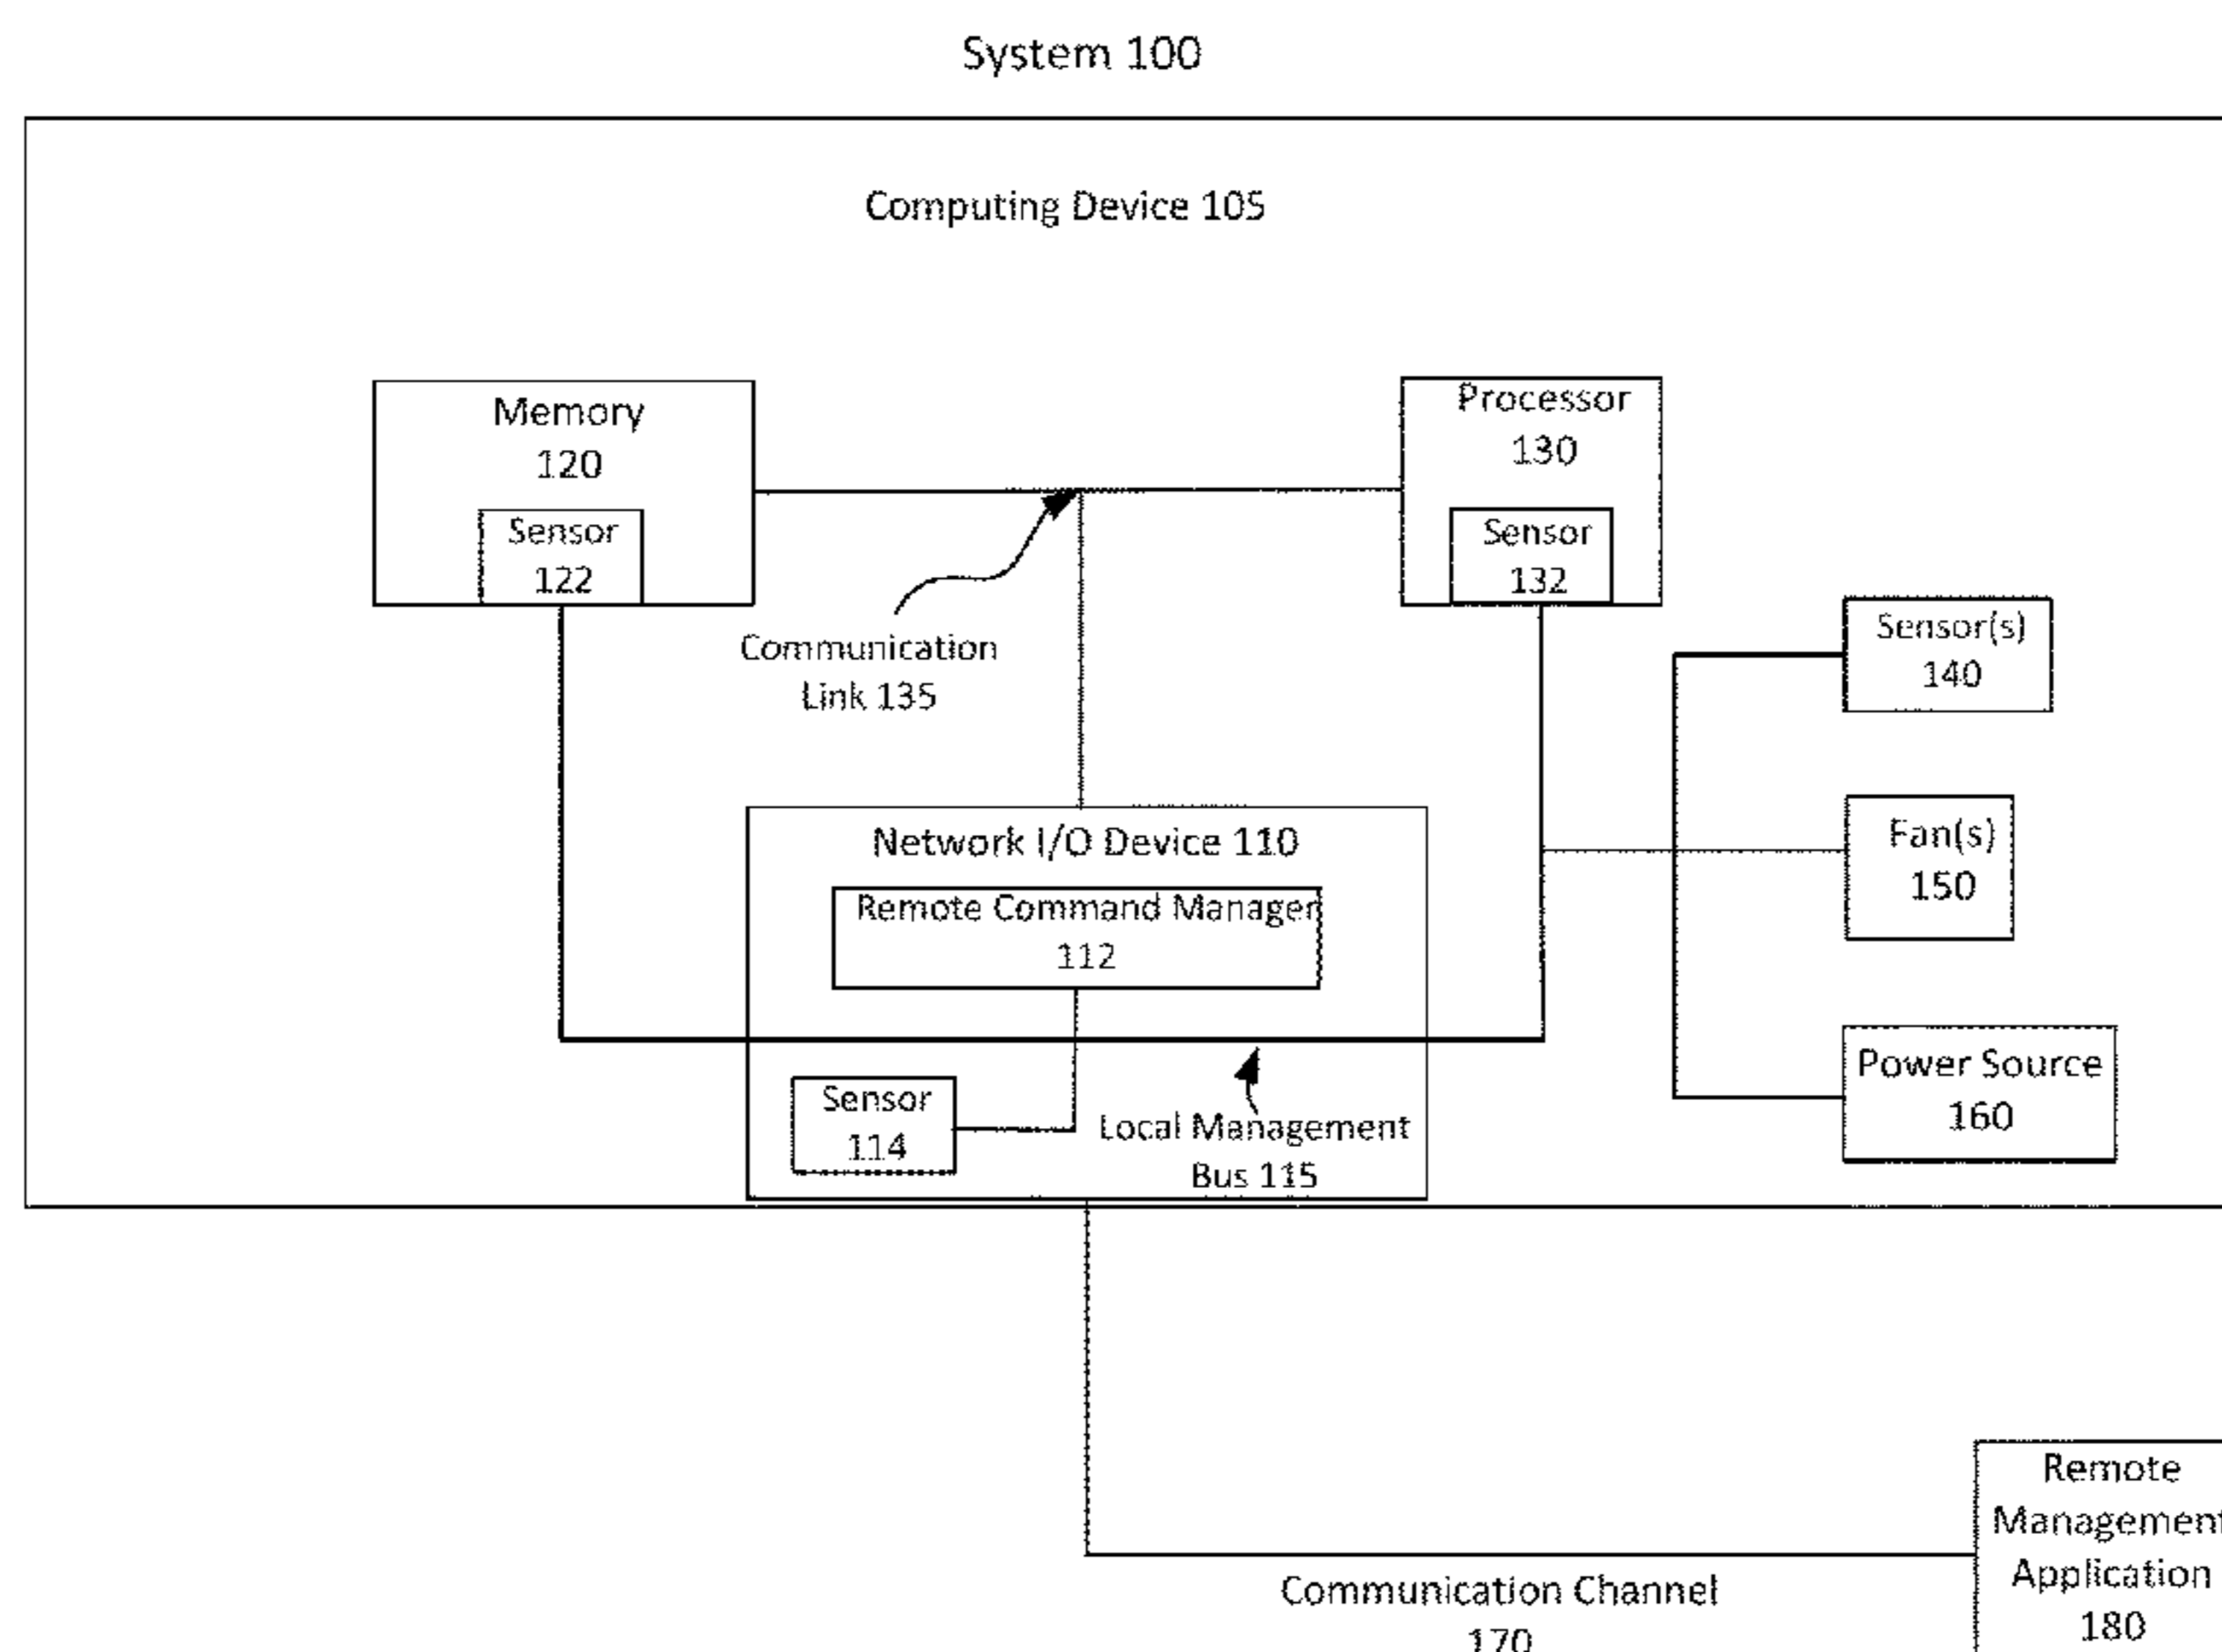 System 100
Computing Device 105
Memory
120
Sensor
122
Processor
130
Sensor
132
Communication
Link 135
Sensor(s)
140
Fan(s)
150
Power Source
160
Network I/O Device 110
Remote Command Manager
112
Sensor
114
Local Management
Bus 115
Communication Channel
170
Remote
Management
Application
180